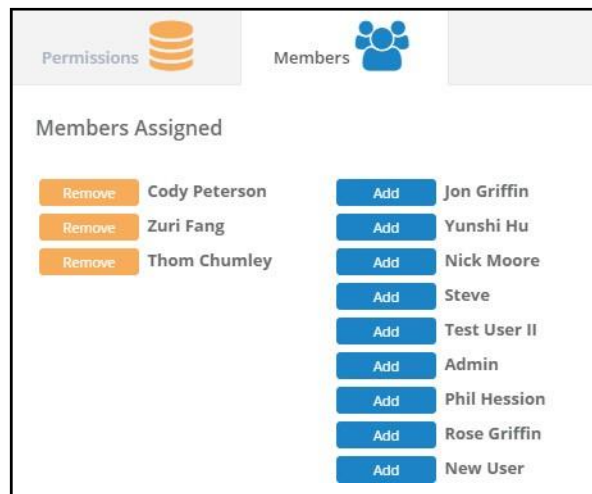 Permissions
Members
Members Assigned
Remove Cody Peterson
Add Jon Griffin
Remove Zuri Fang
Add Yunshi Hu
Remove Thom Chumley
Add Nick Moore
Add Steve
Add Test User II
Add Admin
Add Phil Hession
Add Rose Griffin
Add New User